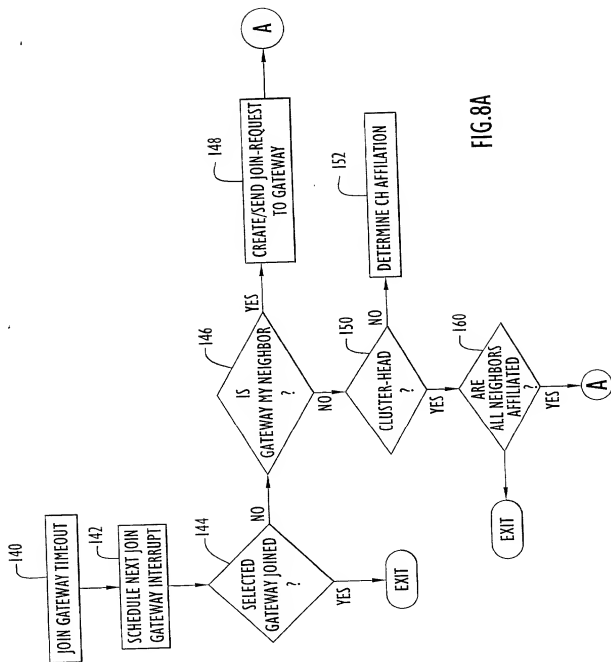 140
JOIN GATEWAY TIMEOUT
142
SCHEDULE NEXT JOIN
GATEWAY INTERRUPT
144
SELECTED
GATEWAY JOINED
?
YES
EXIT
NO
146
IS
GATEWAY MY NEIGHBOR
?
YES
148
CREATE/SEND JOIN-REQUEST
TO GATEWAY
A
NO
150
CLUSTER-HEAD
?
NO
152
DETERMINE CH AFFILATION
YES
160
ARE
ALL NEIGHBORS
AFFILIATED
?
EXIT
YES
A
FIG.8A